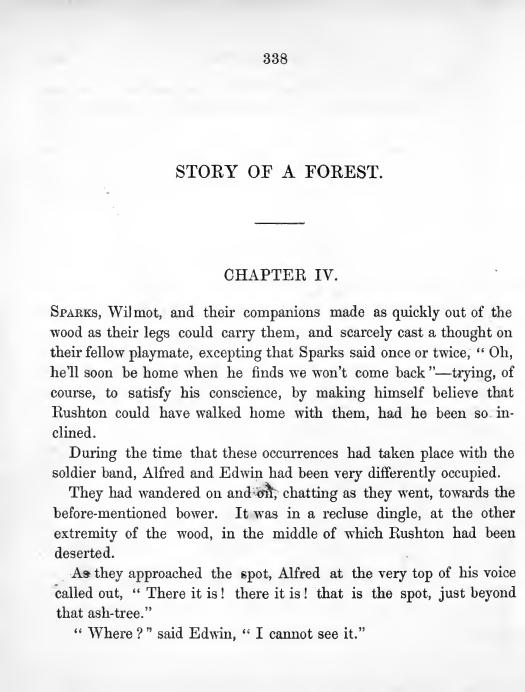 338
STORY OF A FOREST.
CHAPTER IV.
SPARKS, Wilmot, and their companions made as quickly out of the
wood as their legs could carry them, and scarcely cast a thought on
their fellow playmate, excepting that Sparks said once or twice, “ Oh,
he’ll soon be home when he finds we won’t come back ”—trying, of
course, to satisfy his conscience, by making himself believe that
Rushton could have walked home with them, had he been so in-
clined.
During the time that these occurrences had taken place with the
soldier band, Alfred and Edwin had been very differently occupied.
They had wandered on and on, chatting as they went, towards the
before-mentioned bower. It was in a recluse dingle, at the other
extremity of the wood, in the middle of which Rushton had been
deserted.
As they approached the spot, Alfred at the very top of his voice
called out, “ There it is ! there it is ! that is the spot, just beyond
that ash-tree.”
“ Where ? ” said Edwin, “ I cannot see it.”